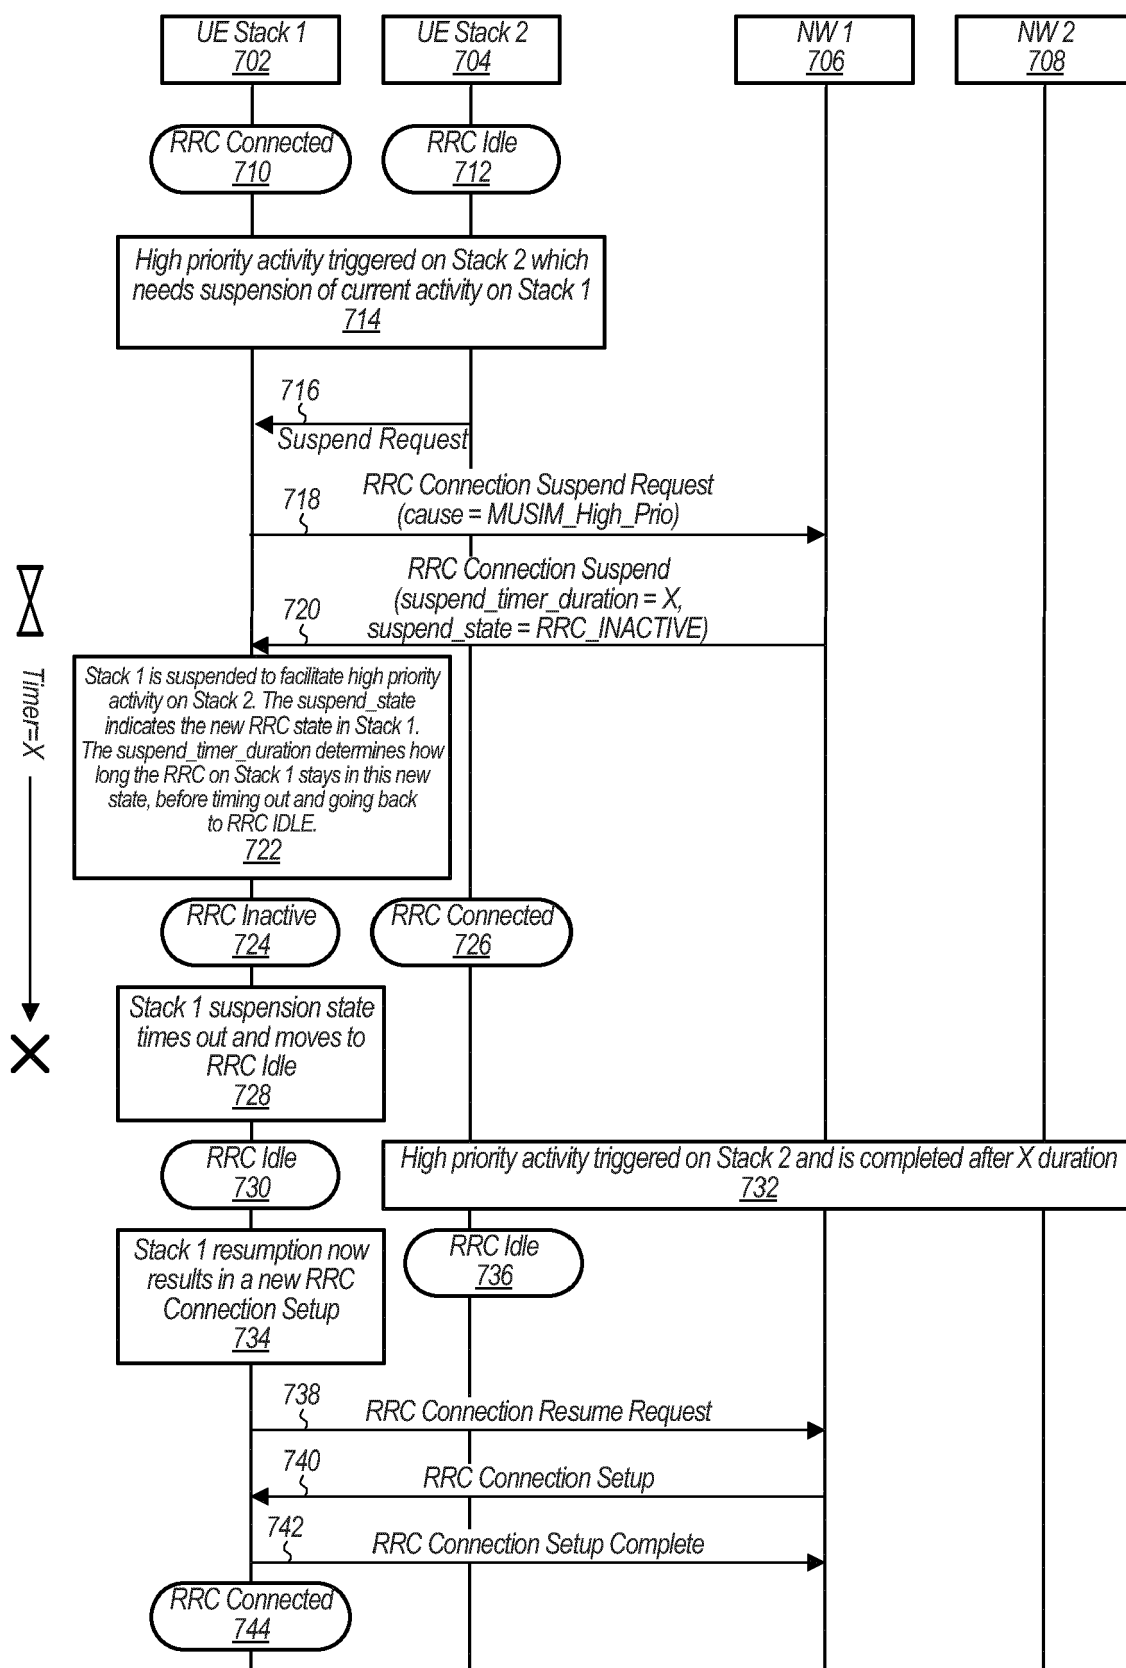 UE Stack 1
702
UE Stack 2
704
NW 1
706
NW 2
708
RRC Connected
710
RRC Idle
712
High priority activity triggered on Stack 2 which
needs suspension of current activity on Stack 1
714
716
Suspend Request
718
RRC Connection Suspend Request
(cause = MUSIM_High_Prio)
720
RRC Connection Suspend
(suspend_timer_duration = X,
suspend_state = RRC_INACTIVE)
Timer=X
Stack 1 is suspended to facilitate high priority
activity on Stack 2. The suspend_state
indicates the new RRC state in Stack 1.
The suspend_timer_duration determines how
long the RRC on Stack 1 stays in this new
state, before timing out and going back
to RRC IDLE.
722
RRC Inactive
724
RRC Connected
726
Stack 1 suspension state
times out and moves to
RRC Idle
728
RRC Idle
730
High priority activity triggered on Stack 2 and is completed after X duration
732
Stack 1 resumption now
results in a new RRC
Connection Setup
734
RRC Idle
736
738
RRC Connection Resume Request
740
RRC Connection Setup
742
RRC Connection Setup Complete
RRC Connected
744